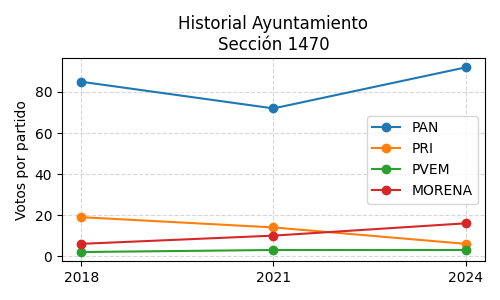 Historial Ayuntamiento
Sección 1470
Votos por partido
80
60
40
20
0
PAN
PRI
PVEM
MORENA
2018
2021
2024